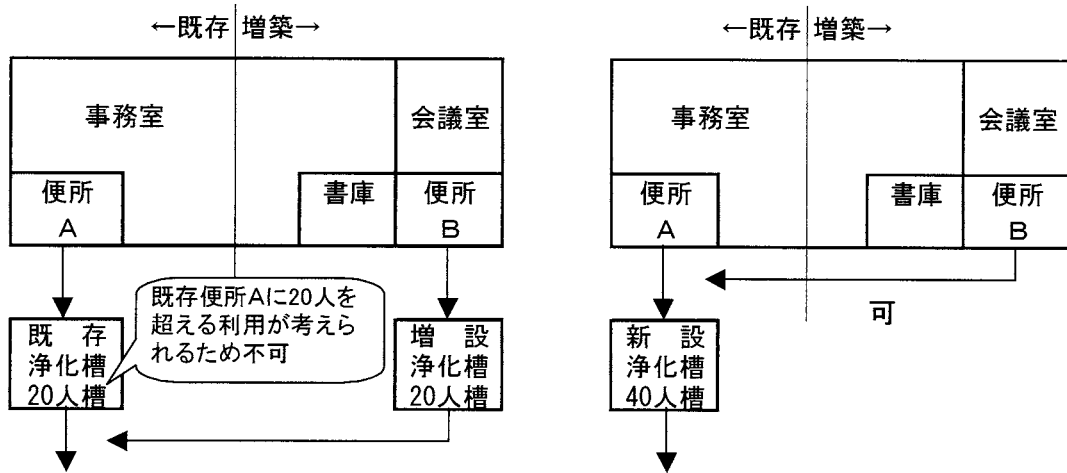 ←既存 増築→
事務室
会議室
便所
A
書庫
便所
B
既存便所Aに20人を
超える利用が考えら
れるため不可
既 存
浄化槽
20人槽
増 設
浄化槽
20人槽
←既存 増築→
事務室
会議室
便所
A
書庫
便所
B
可
新 設
浄化槽
40人槽